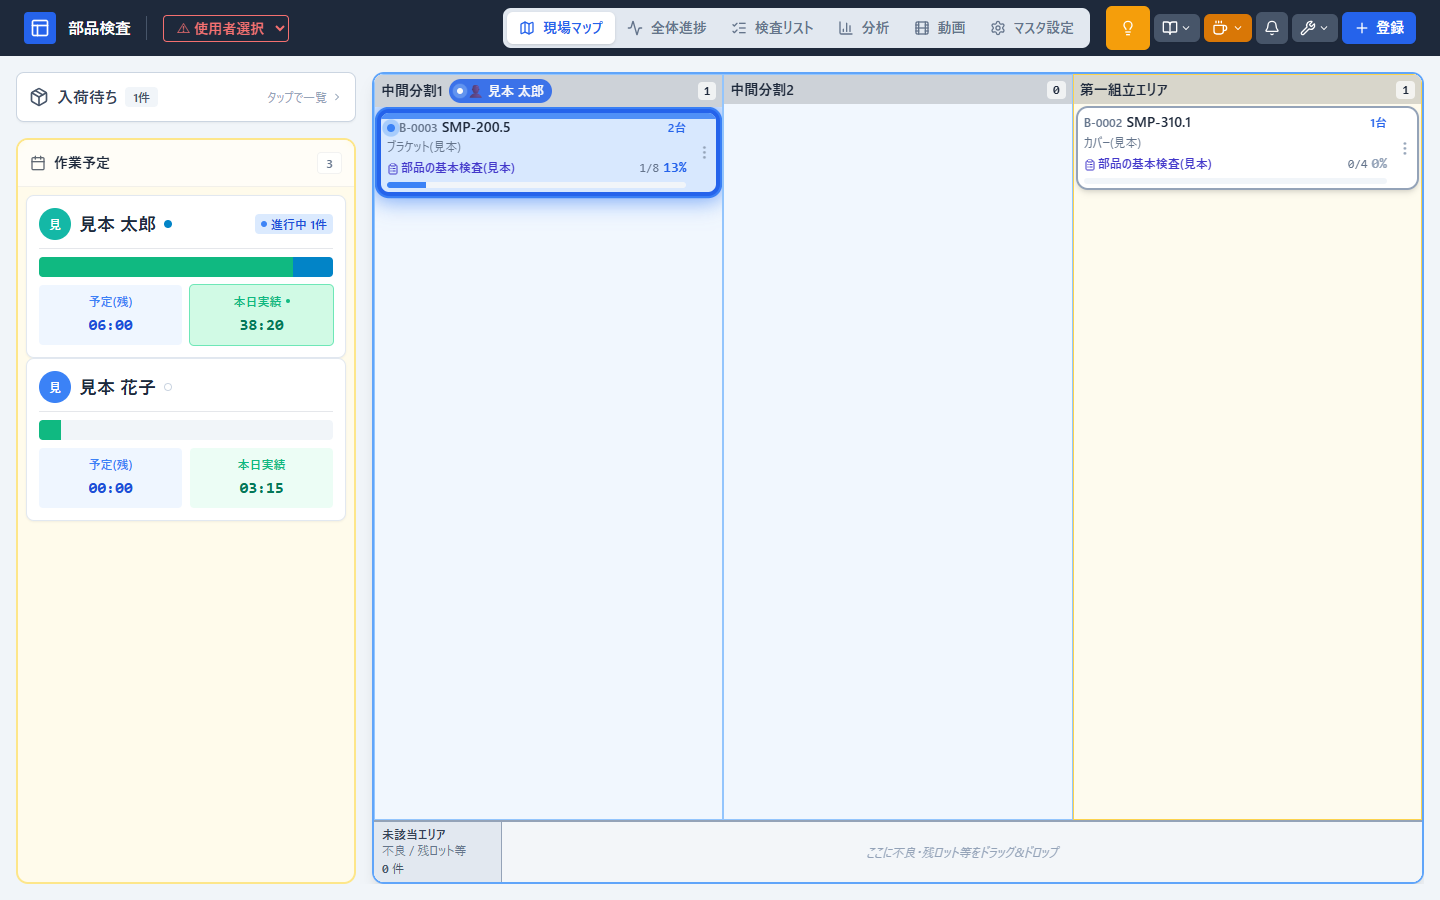 部品検査
⚠ 使用者選択
現場マップ
全体進捗
検査リスト
分析
動画
マスタ設定
登録
入荷待ち 1件
タップで一覧
作業予定
3
見 見本 太郎
進行中 1件
予定(残)
06:00
本日実績
38:20
見 見本 花子
予定(残)
00:00
本日実績
03:15
中間分割1
見本 太郎
1
B-0003 SMP-200.5
2台
ブラケット(見本)
部品の基本検査(見本)
1/8 13%
中間分割2
0
第一組立エリア
1
B-0002 SMP-310.1
1台
カバー(見本)
部品の基本検査(見本)
0/4 0%
未該当エリア
不良 / 残ロット等
0 件
ここに不良・残ロット等をドラッグ&ドロップ